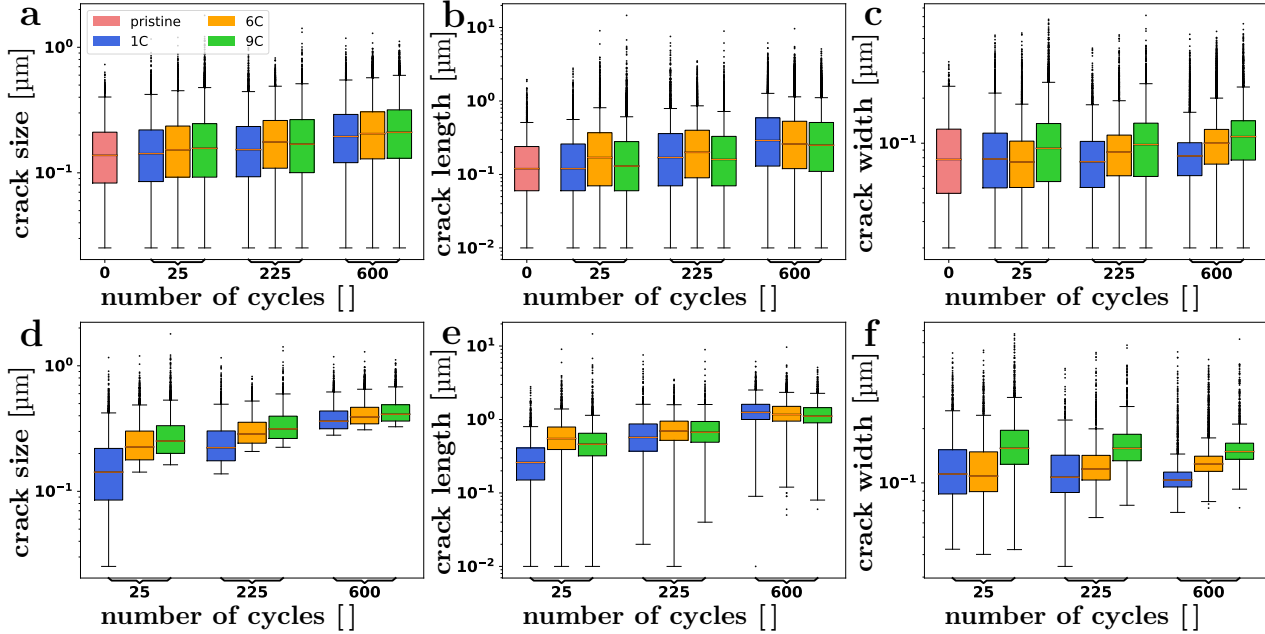 a
pristine
1C
6C
9C
crack size [µm]
10⁰
10⁻¹
0
25
225
600
number of cycles []
b
crack length [µm]
10¹
10⁰
10⁻¹
10⁻²
0
25
225
600
number of cycles []
c
crack width [µm]
10⁻¹
0
25
225
600
number of cycles []
d
crack size [µm]
10⁰
10⁻¹
25
225
600
number of cycles []
e
crack length [µm]
10¹
10⁰
10⁻¹
10⁻²
25
225
600
number of cycles []
f
crack width [µm]
10⁻¹
25
225
600
number of cycles []